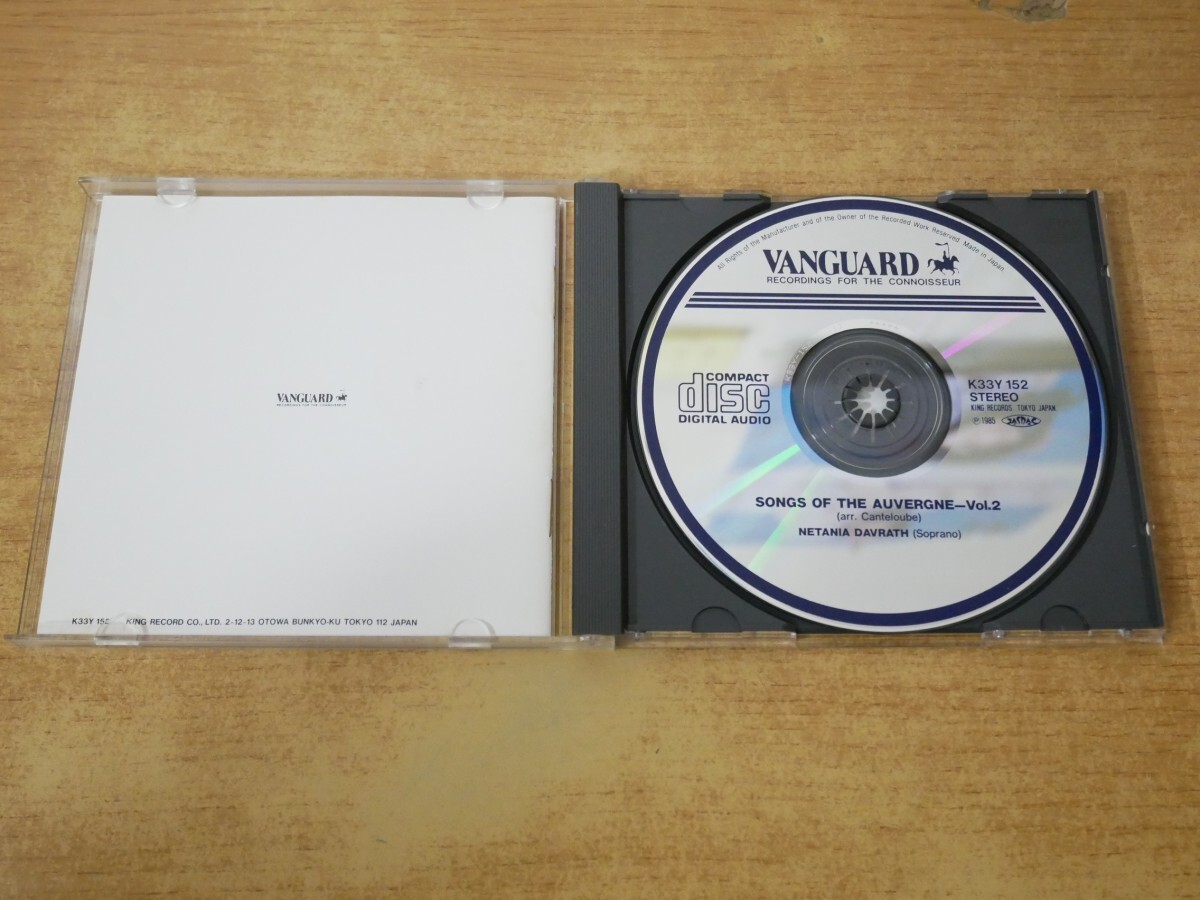 VANGUARD
RECORDINGS FOR THE CONNOISSEUR
K33Y 152 KING RECORD CO., LTD. 2-12-13 OTOWA BUNKYO-KU TOKYO 112 JAPAN
All Rights of the Manufacturer and of the Owner of the Recorded Work Reserved. Made in Japan.
VANGUARD
RECORDINGS FOR THE CONNOISSEUR
COMPACT
disc
DIGITAL AUDIO
K33Y 152
STEREO
KING RECORDS. TOKYO JAPAN
℗1985 JASRAC
SONGS OF THE AUVERGNE—Vol.2
(arr. Canteloube)
NETANIA DAVRATH (Soprano)